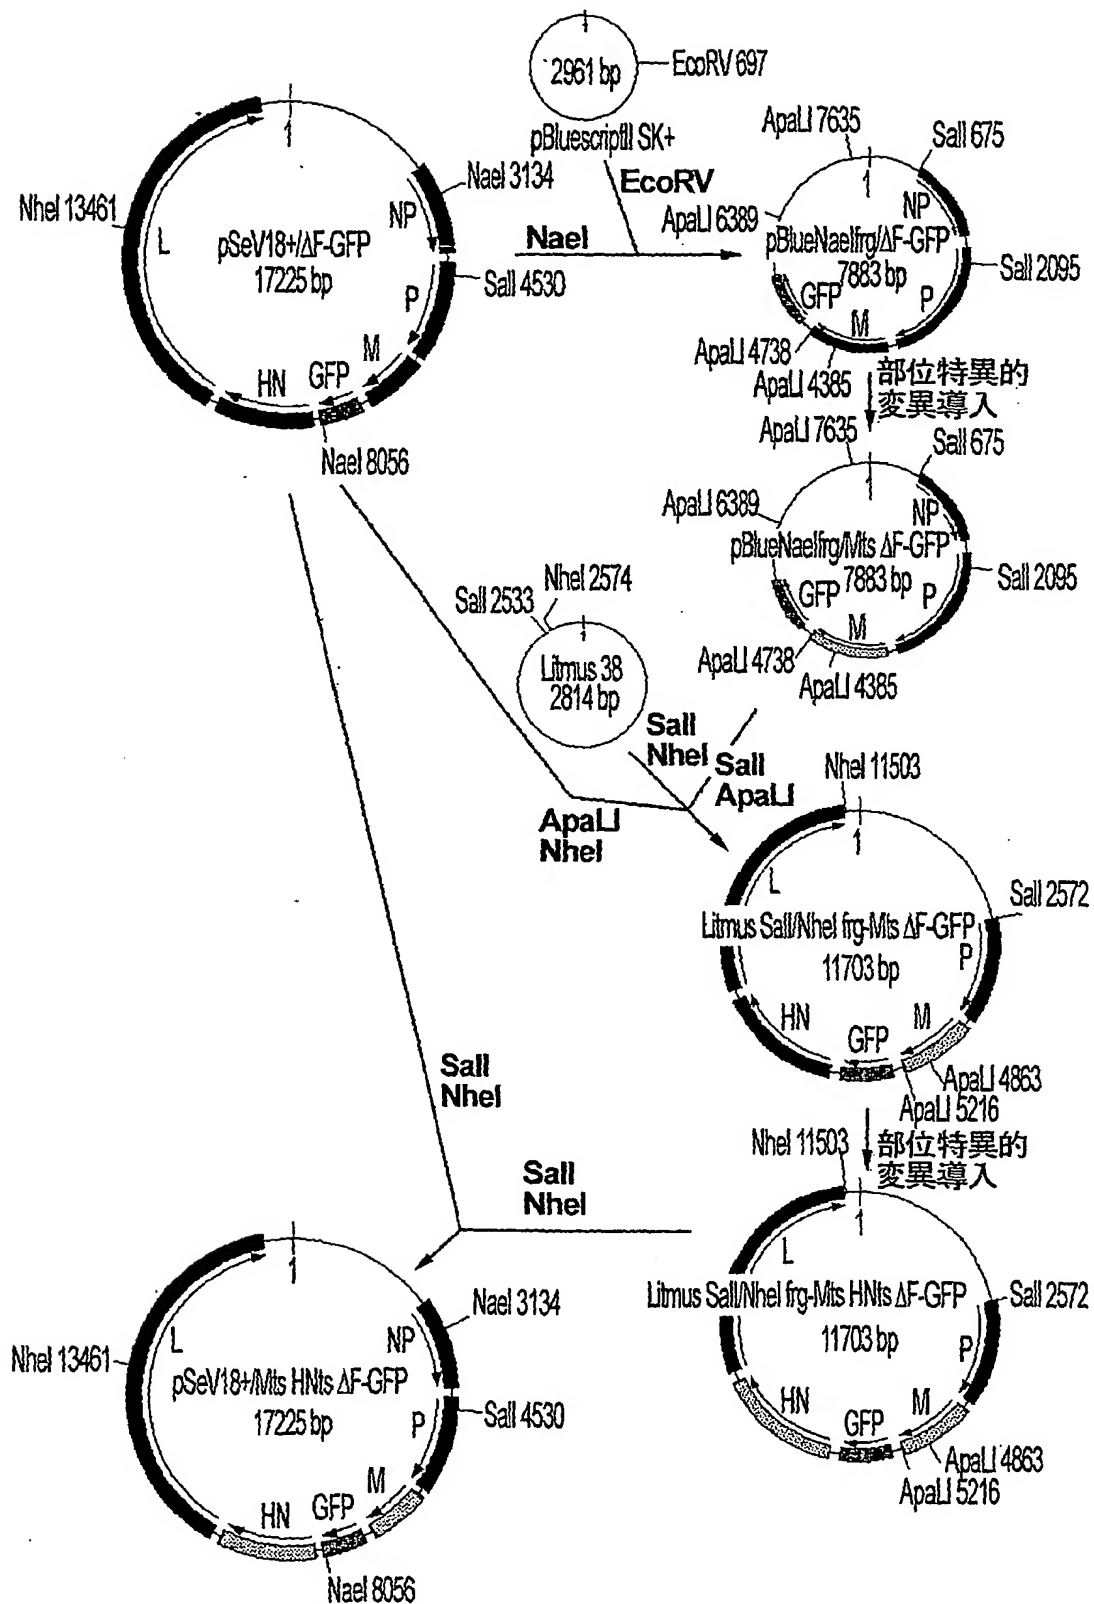 1
2961 bp
EcoRV 697
pBluescriptII SK+
1
NheI 13461
L
NaeI 3134
NP
pSeV18+/ΔF-GFP
17225 bp
SalI 4530
P
M
GFP
HN
NaeI 8056
EcoRV
NaeI
ApaLI 7635
SalI 675
1
ApaLI 6389
NP
pBlueNaeIfrg/ΔF-GFP
7883 bp
SalI 2095
GFP
P
M
ApaLI 4738
ApaLI 4385
部位特異的
変異導入
ApaLI 7635
SalI 675
1
ApaLI 6389
NP
pBlueNaeIfrg/Mts ΔF-GFP
7883 bp
SalI 2095
GFP
P
M
ApaLI 4738
ApaLI 4385
NheI 2574
SalI 2533
1
Litmus 38
2814 bp
SalI
NheI
SalI
ApaLI
ApaLI
NheI
NheI 11503
1
L
SalI 2572
Litmus SalI/NheI frg-Mts ΔF-GFP
11703 bp
P
HN
M
GFP
ApaLI 4863
ApaLI 5216
部位特異的
変異導入
SalI
NheI
SalI
NheI
NheI 11503
1
L
Litmus SalI/NheI frg-Mts HNts ΔF-GFP
SalI 2572
11703 bp
P
HN
M
GFP
ApaLI 4863
ApaLI 5216
1
NaeI 3134
L
NP
NheI 13461
pSeV18+/Mts HNts ΔF-GFP
17225 bp
SalI 4530
P
M
GFP
HN
NaeI 8056